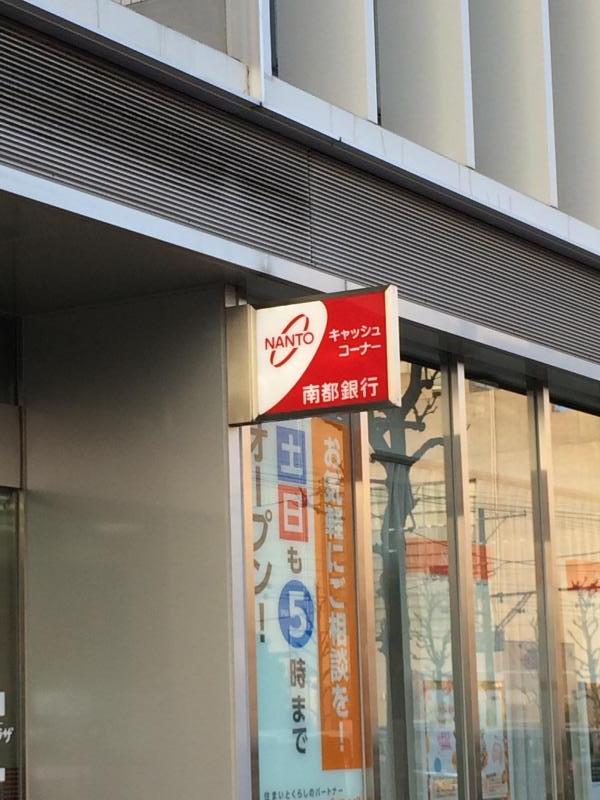 NANTO
キャッシュ
コーナー
南都銀行
お気軽にご相談を!
土日も5時まで
オープン!
住まいとくらしのパートナー